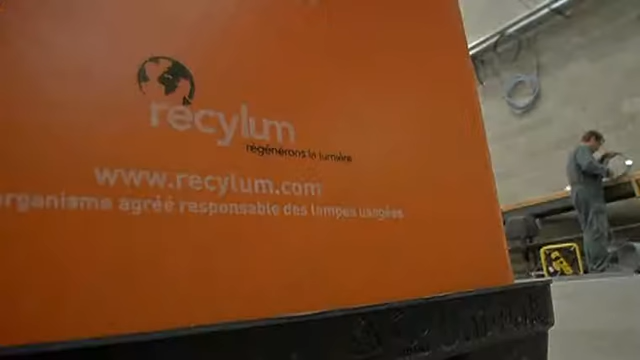 recylum
régénérons la lumière
www.recylum.com
organisme agréé responsable des lampes usagées